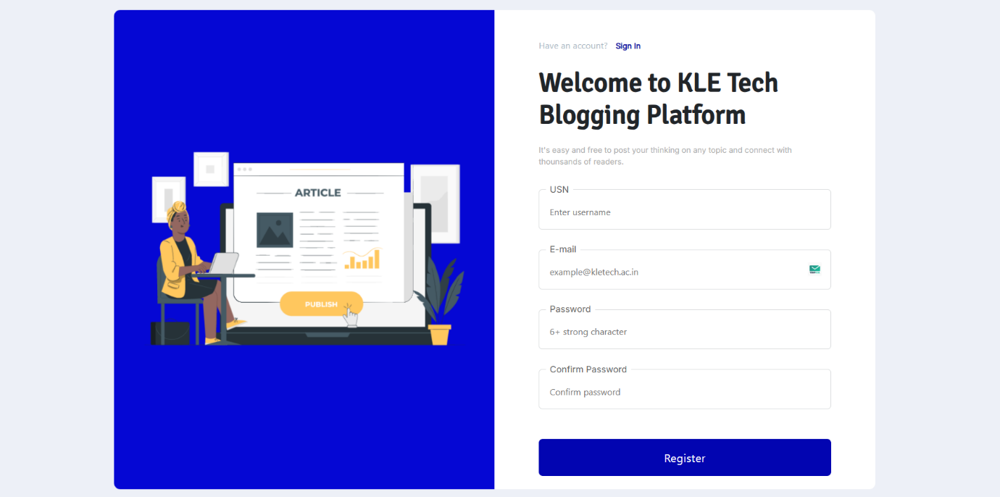 Have an account? Sign In
Welcome to KLE Tech
Blogging Platform
It's easy and free to post your thinking on any topic and connect with
thounsands of readers.
USN
Enter username
E-mail
example@kletech.ac.in
Password
6+ strong character
Confirm Password
Confirm password
Register
ARTICLE
PUBLISH